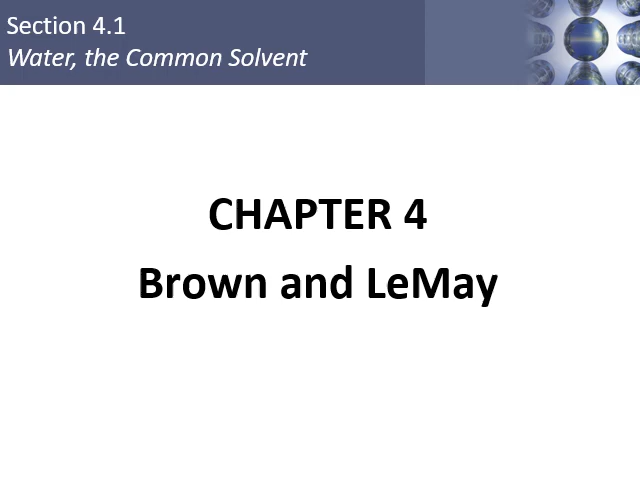 Section 4.1
Water, the Common Solvent
CHAPTER 4
Brown and LeMay